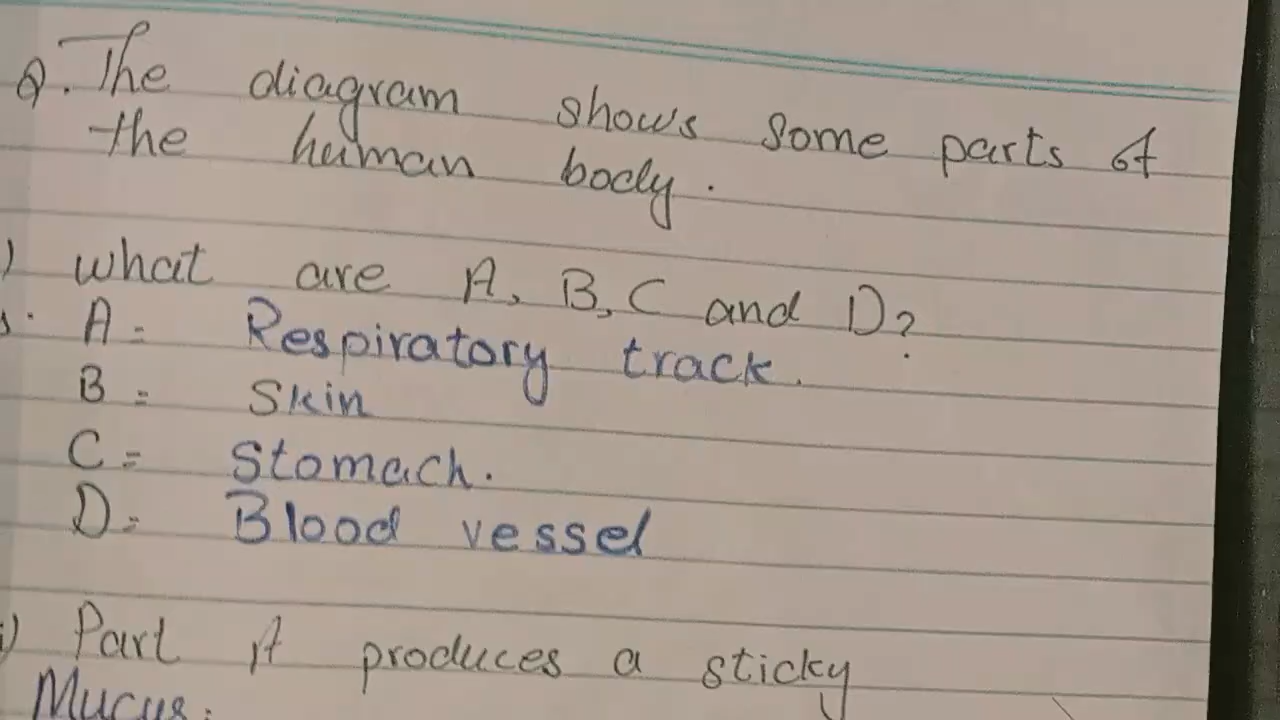 Q. The diagram shows some parts of
the human body.
) what are A, B, C and D?
s. A = Respiratory track.
B = Skin
C = Stomach.
D = Blood vessel
i) Part A produces a sticky
Mucus.